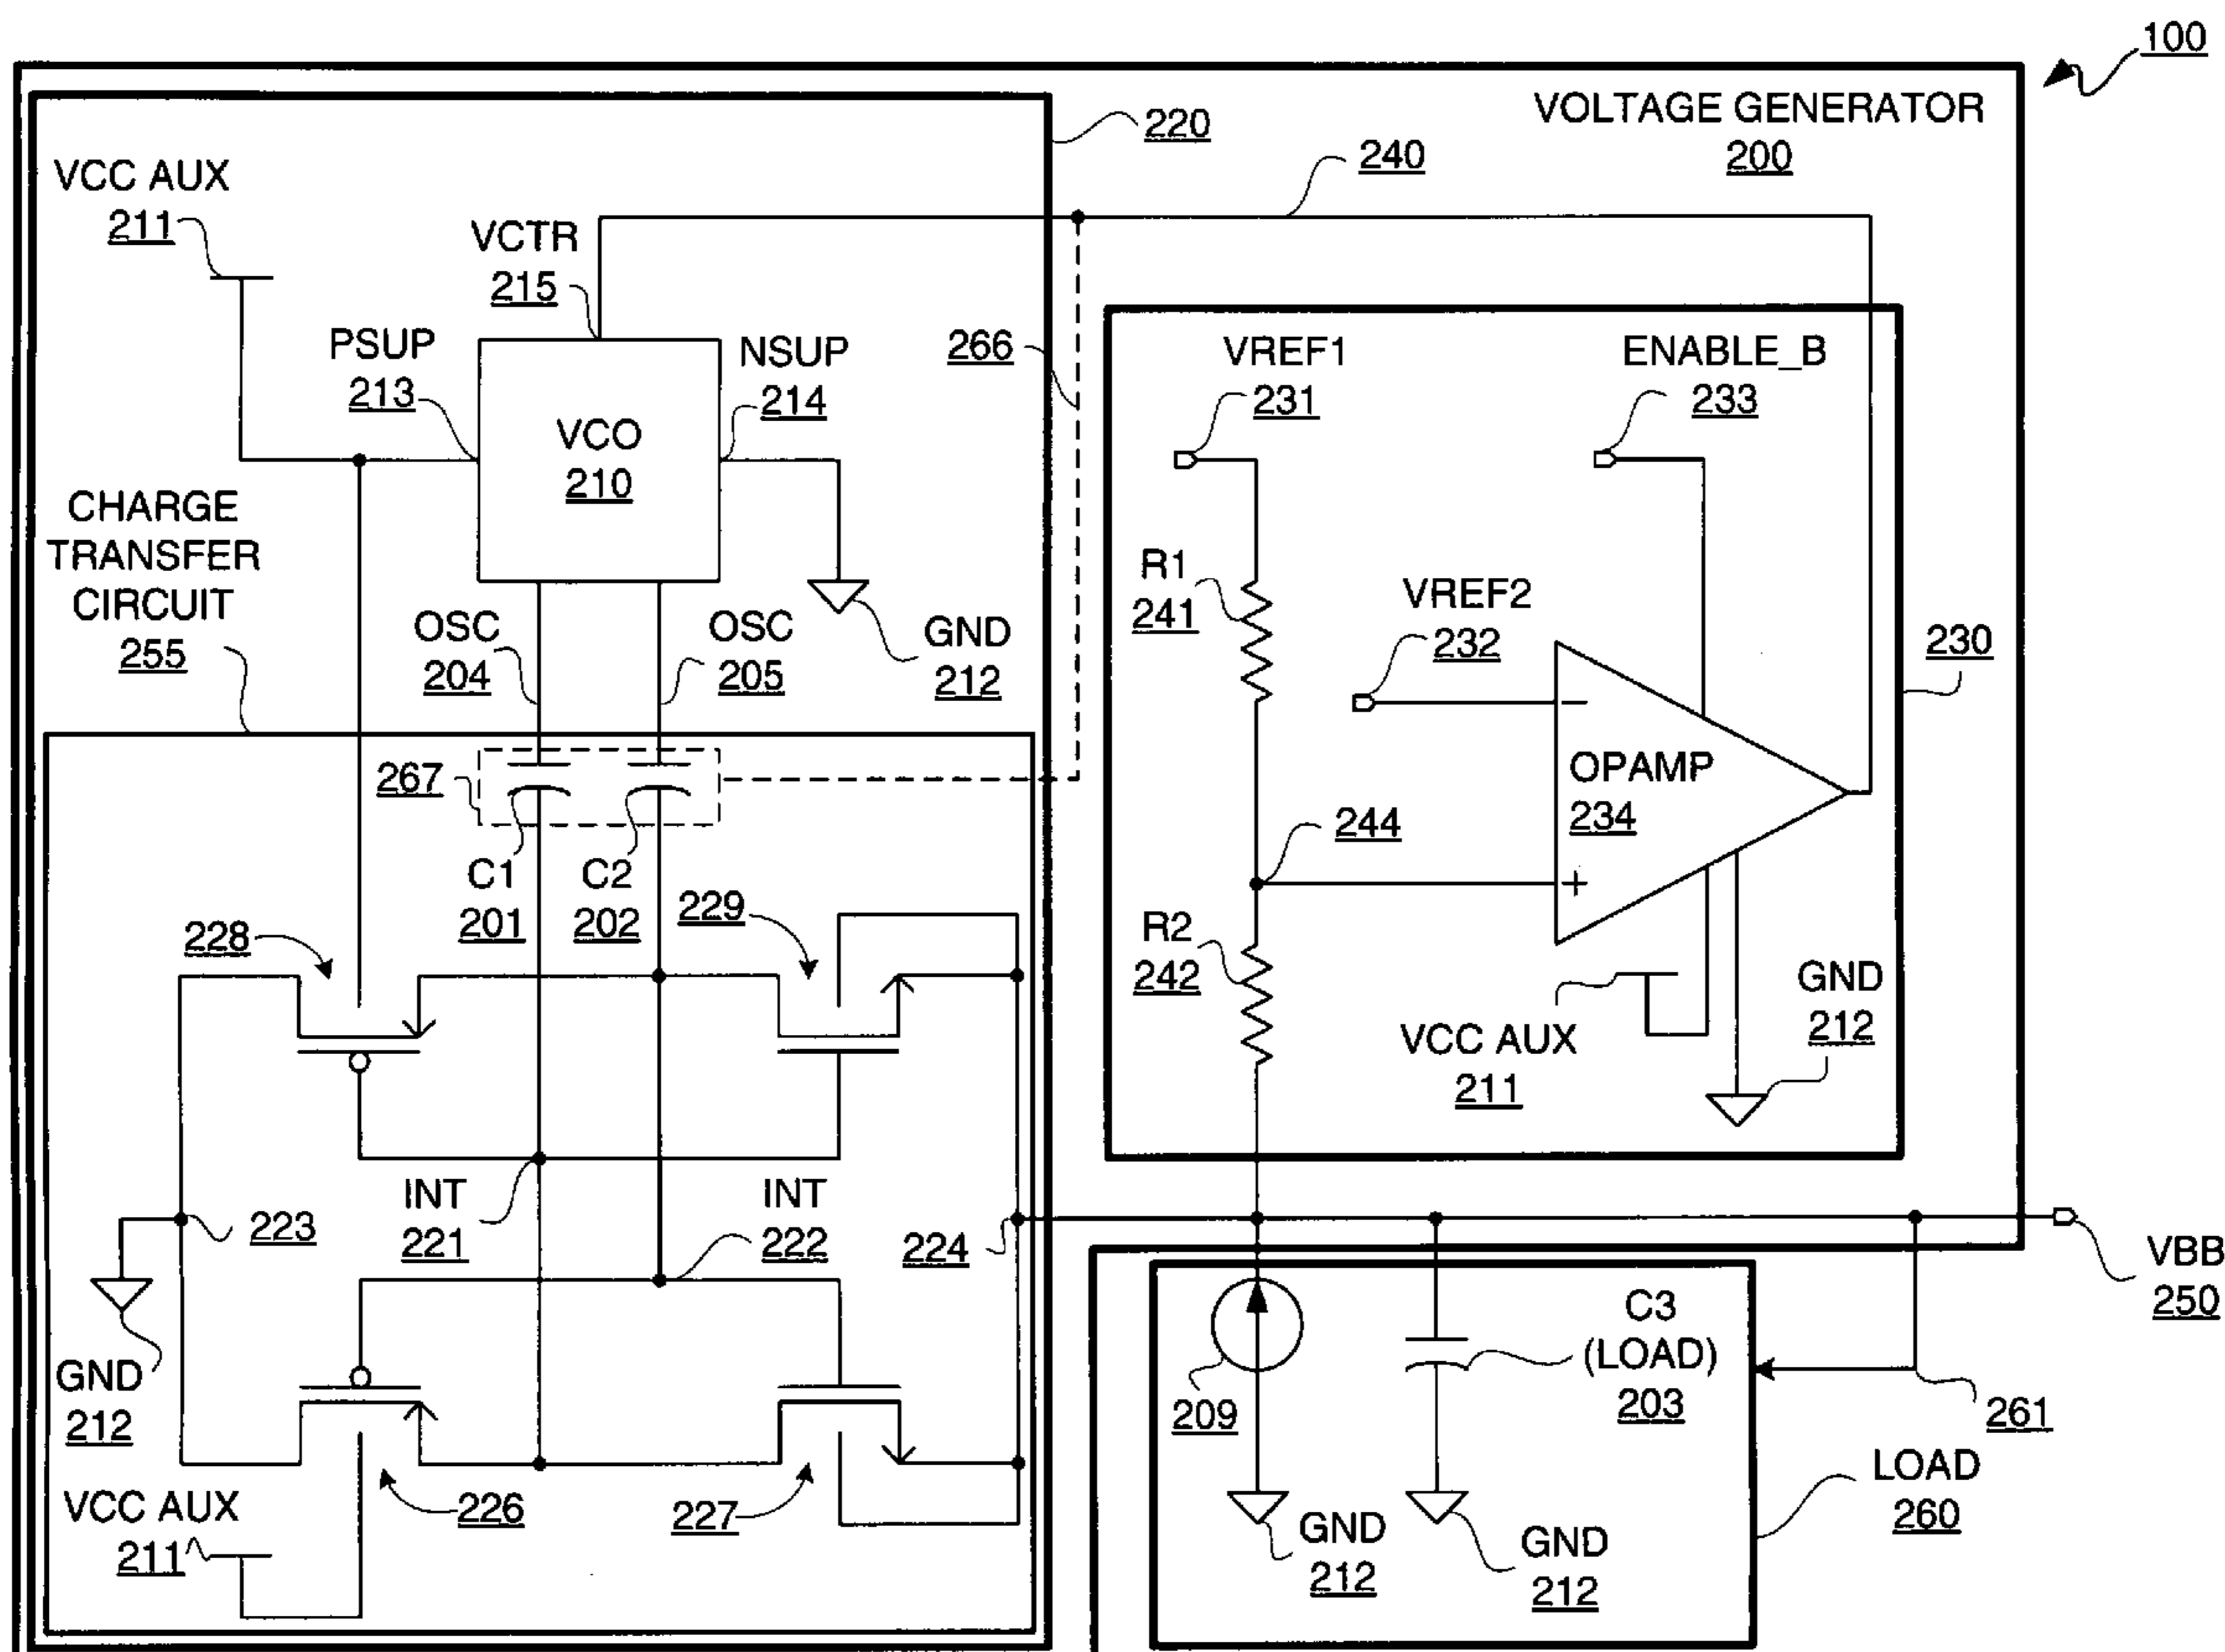 100
VOLTAGE GENERATOR
200
220
240
VCC AUX
211
VCTR
215
PSUP
213
NSUP
214
VCO
210
266
VREF1
231
ENABLE_B
233
CHARGE
TRANSFER
CIRCUIT
255
OSC
204
OSC
205
GND
212
R1
241
VREF2
232
230
267
OPAMP
234
−
+
244
C1
201
C2
202
229
228
R2
242
VCC AUX
211
GND
212
INT
221
INT
222
223
224
VBB
250
GND
212
209
C3
(LOAD)
203
261
LOAD
260
VCC AUX
211
226
227
GND
212
GND
212